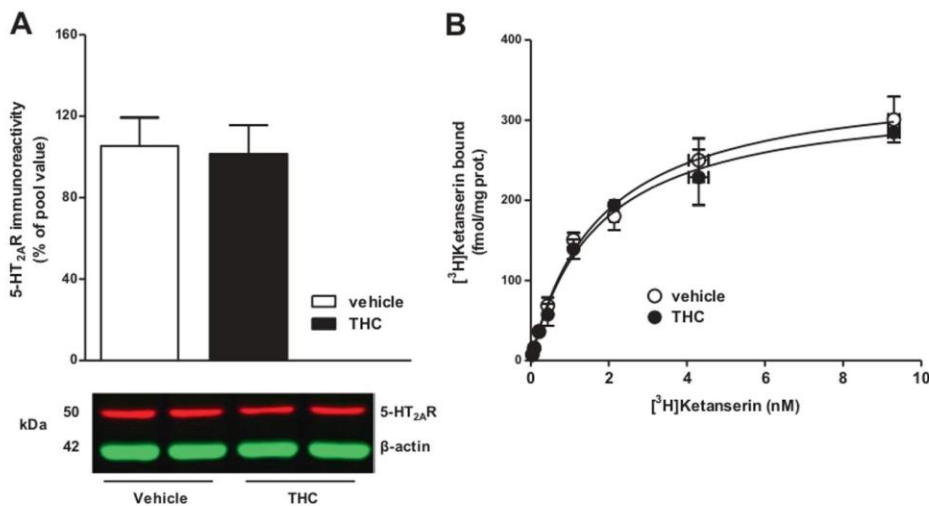 A
5-HT2AR immunoreactivity
(% of pool value)
160
120
80
40
0
vehicle
THC
kDa
50
42
5-HT2AR
β-actin
Vehicle
THC
B
[³H]Ketanserin bound
(fmol/mg prot.)
400
300
200
100
0
vehicle
THC
0 2 4 6 8 10
[³H]Ketanserin (nM)